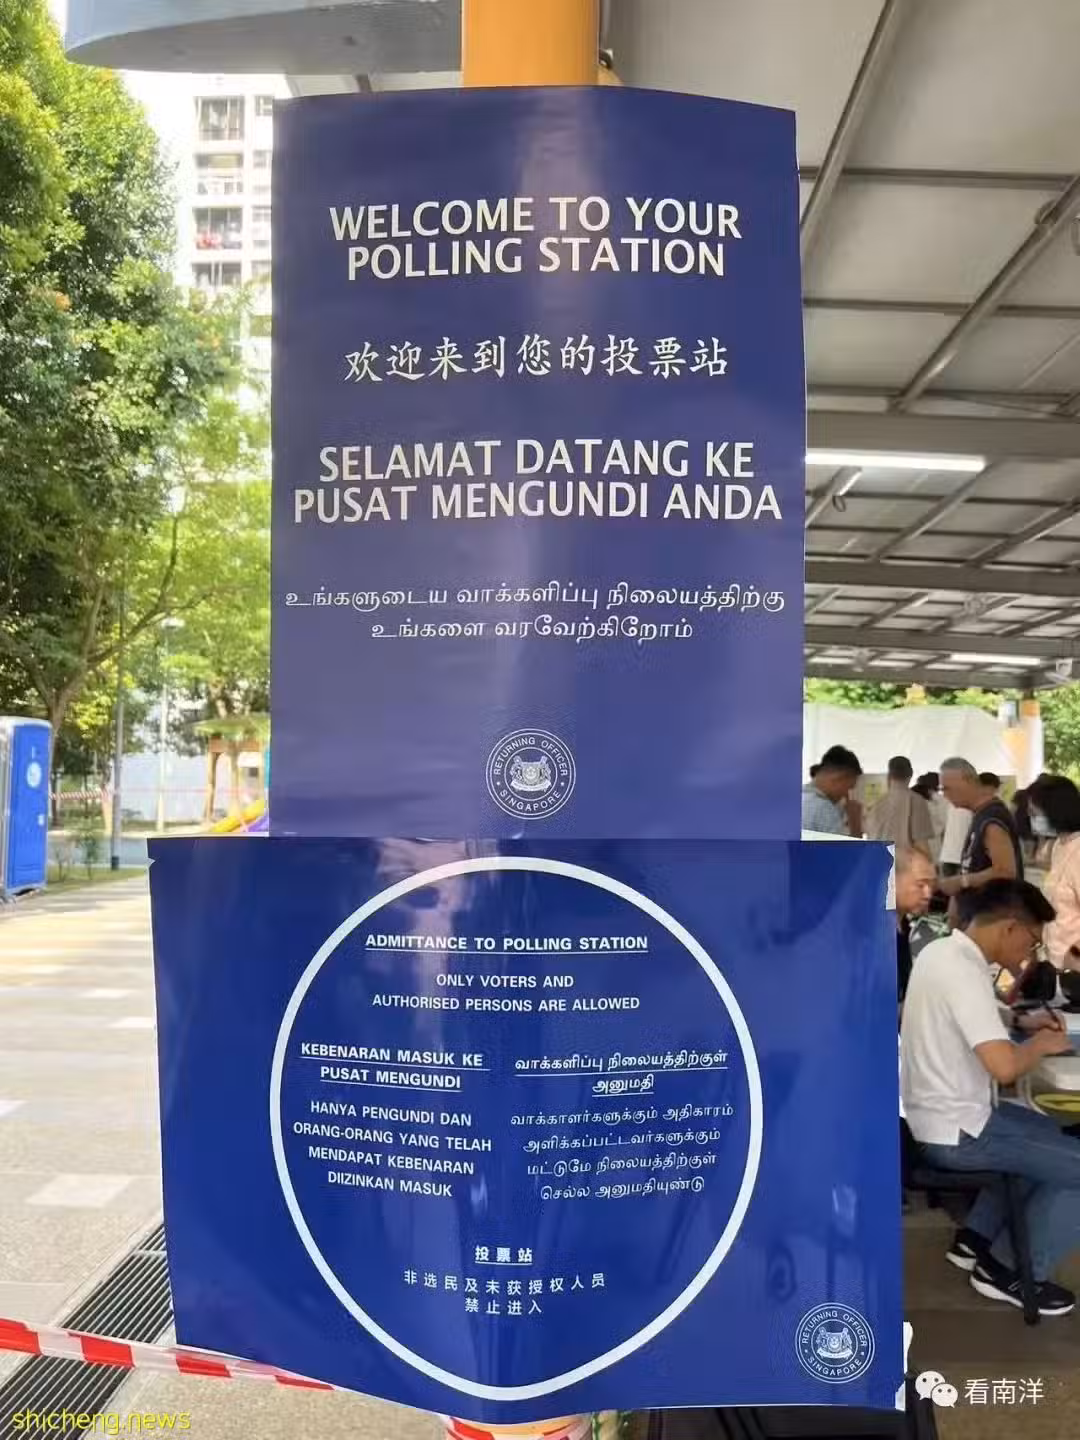 WELCOME TO YOUR
POLLING STATION
欢迎来到您的投票站
SELAMAT DATANG KE
PUSAT MENGUNDI ANDA
உங்களுடைய வாக்களிப்பு நிலையத்திற்கு
உங்களை வரவேற்கிறோம்
RETURNING OFFICER
SINGAPORE
ADMITTANCE TO POLLING STATION
ONLY VOTERS AND
AUTHORISED PERSONS ARE ALLOWED
KEBENARAN MASUK KE
PUSAT MENGUNDI
HANYA PENGUNDI DAN
ORANG-ORANG YANG TELAH
MENDAPAT KEBENARAN
DIIZINKAN MASUK
வாக்களிப்பு நிலையத்திற்குள்
அனுமதி
வாக்காளர்களுக்கும் அதிகாரம்
அளிக்கப்பட்டவர்களுக்கும்
மட்டுமே நிலையத்திற்குள்
செல்ல அனுமதியுண்டு
投票站
非选民及未获授权人员
禁止进入
RETURNING OFFICER
SINGAPORE
看南洋
shicheng.news